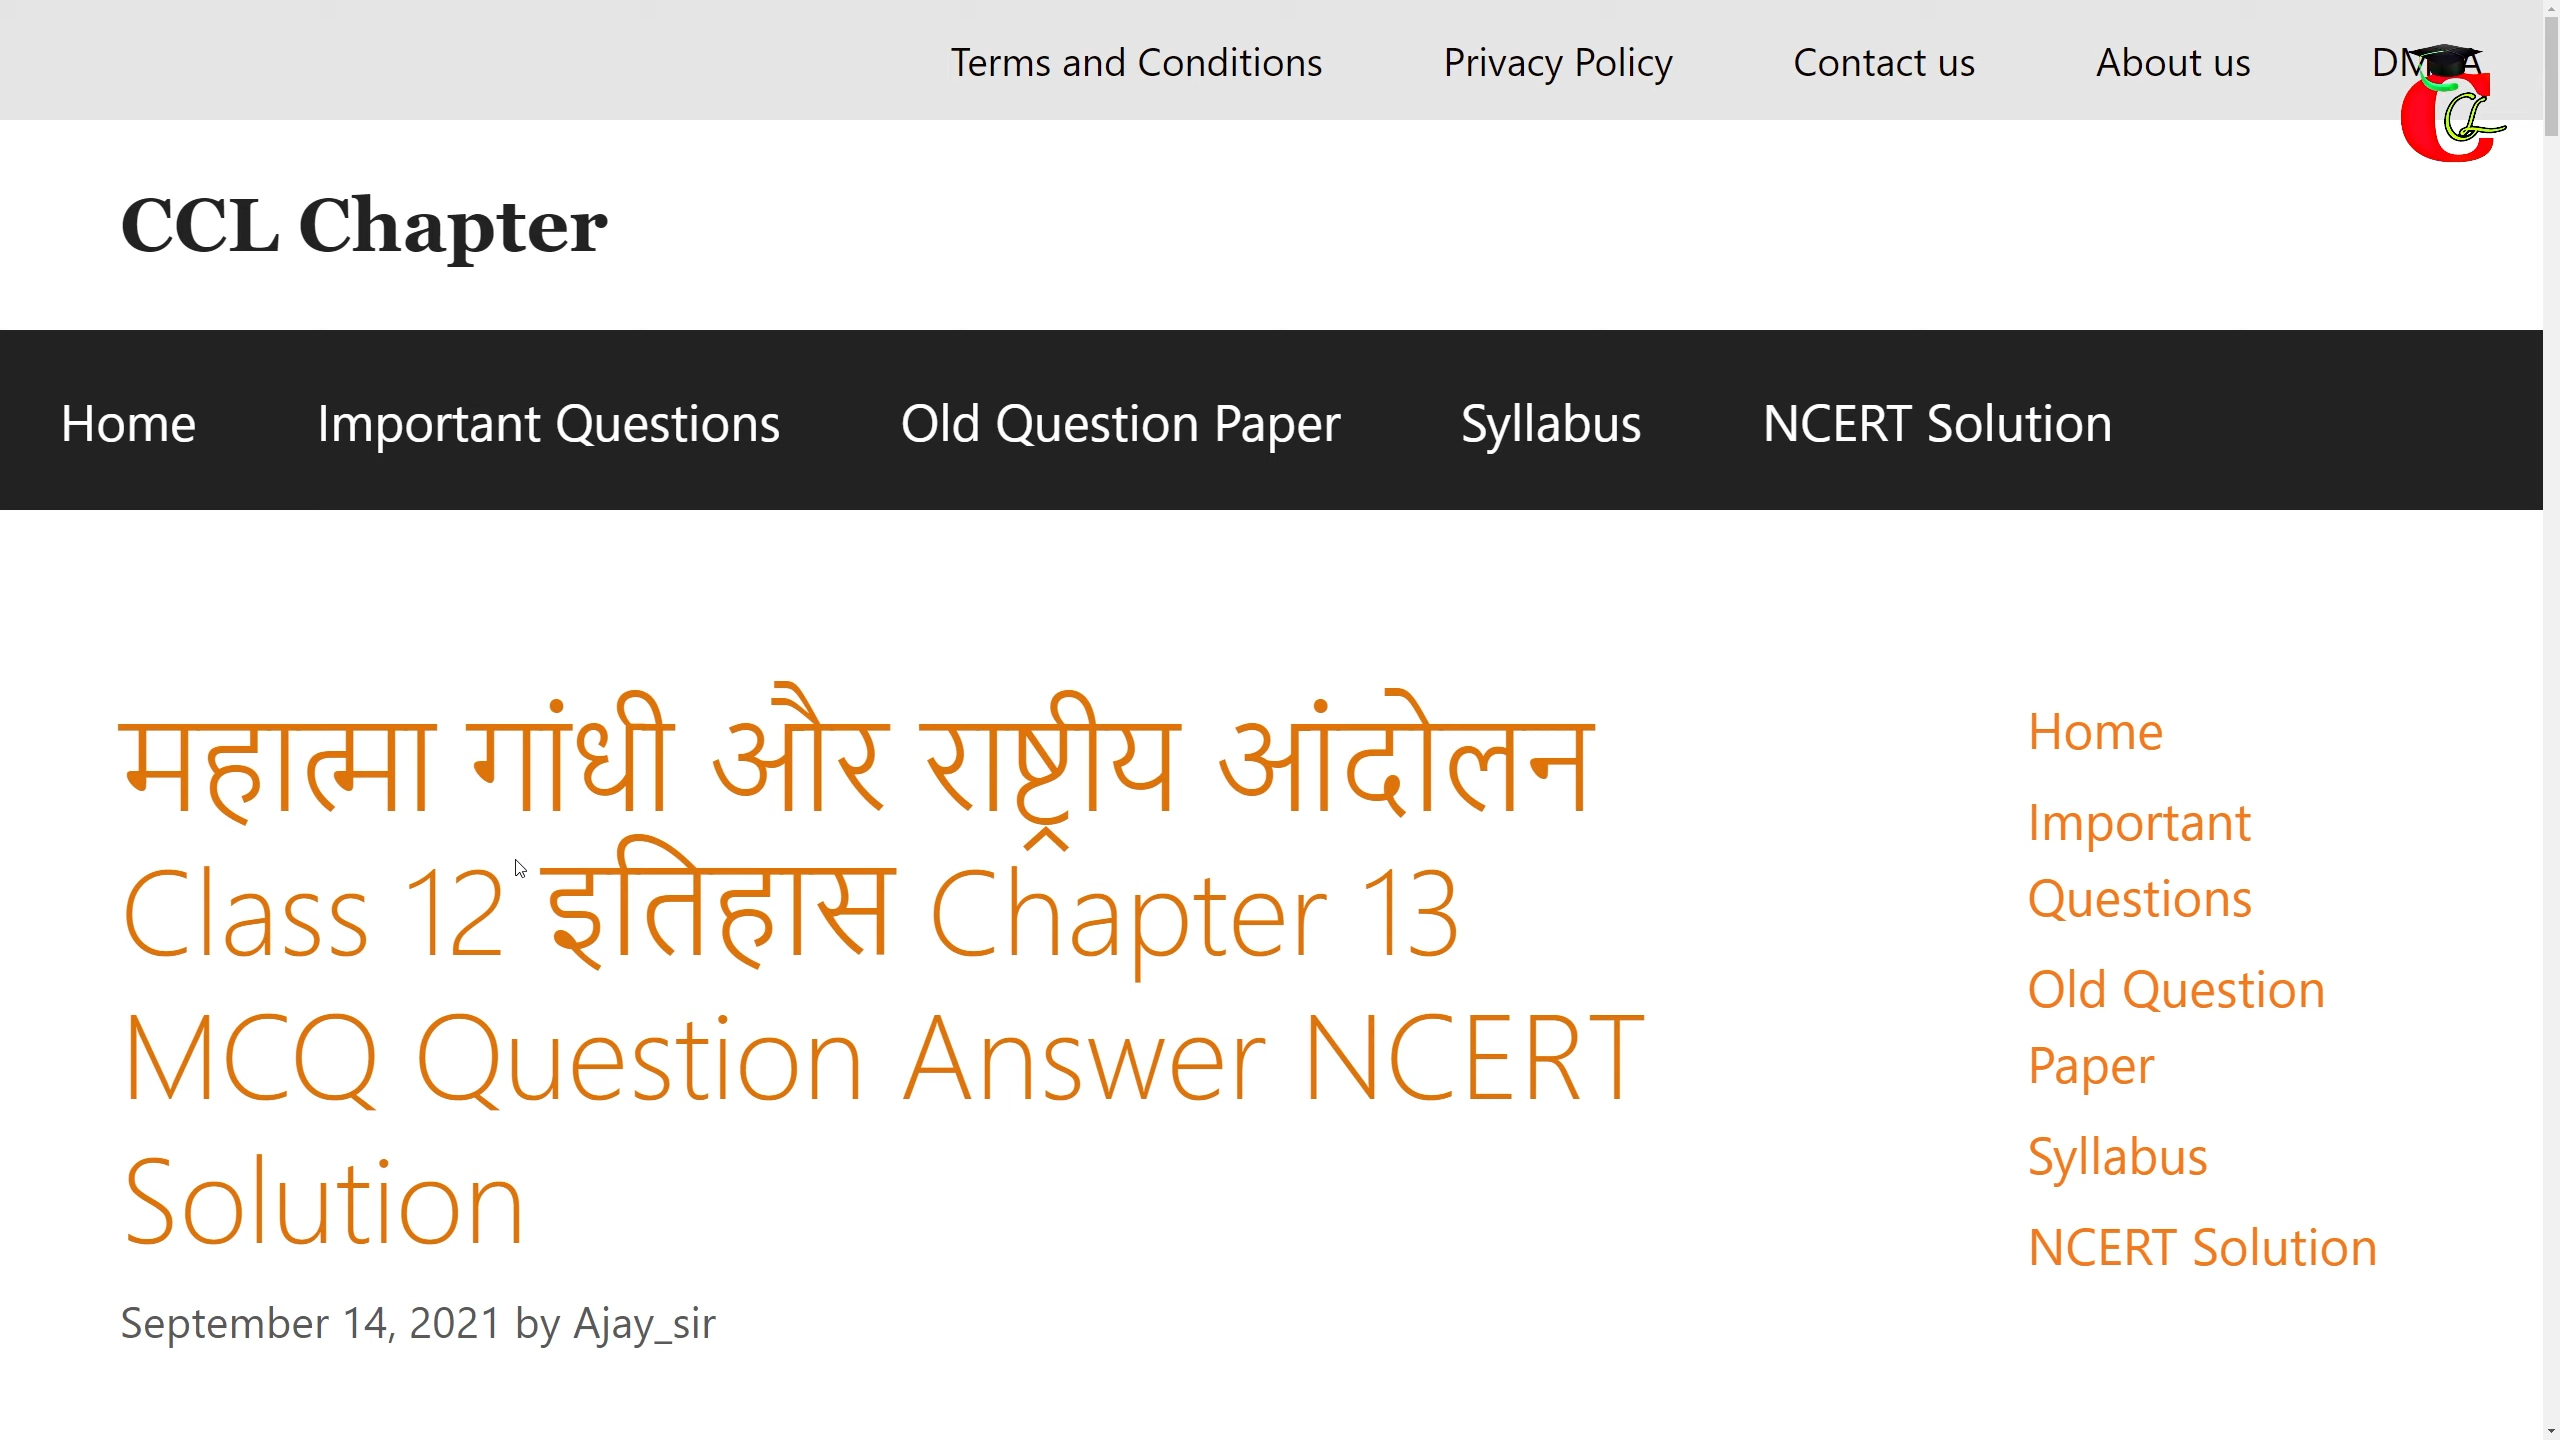 Terms and Conditions Privacy Policy Contact us About us
CCL Chapter
Home Important Questions Old Question Paper Syllabus NCERT Solution
महात्मा गांधी और राष्ट्रीय आंदोलन
Class 12 इतिहास Chapter 13
MCQ Question Answer NCERT
Solution
September 14, 2021 by Ajay_sir
Home
Important
Questions
Old Question
Paper
Syllabus
NCERT Solution